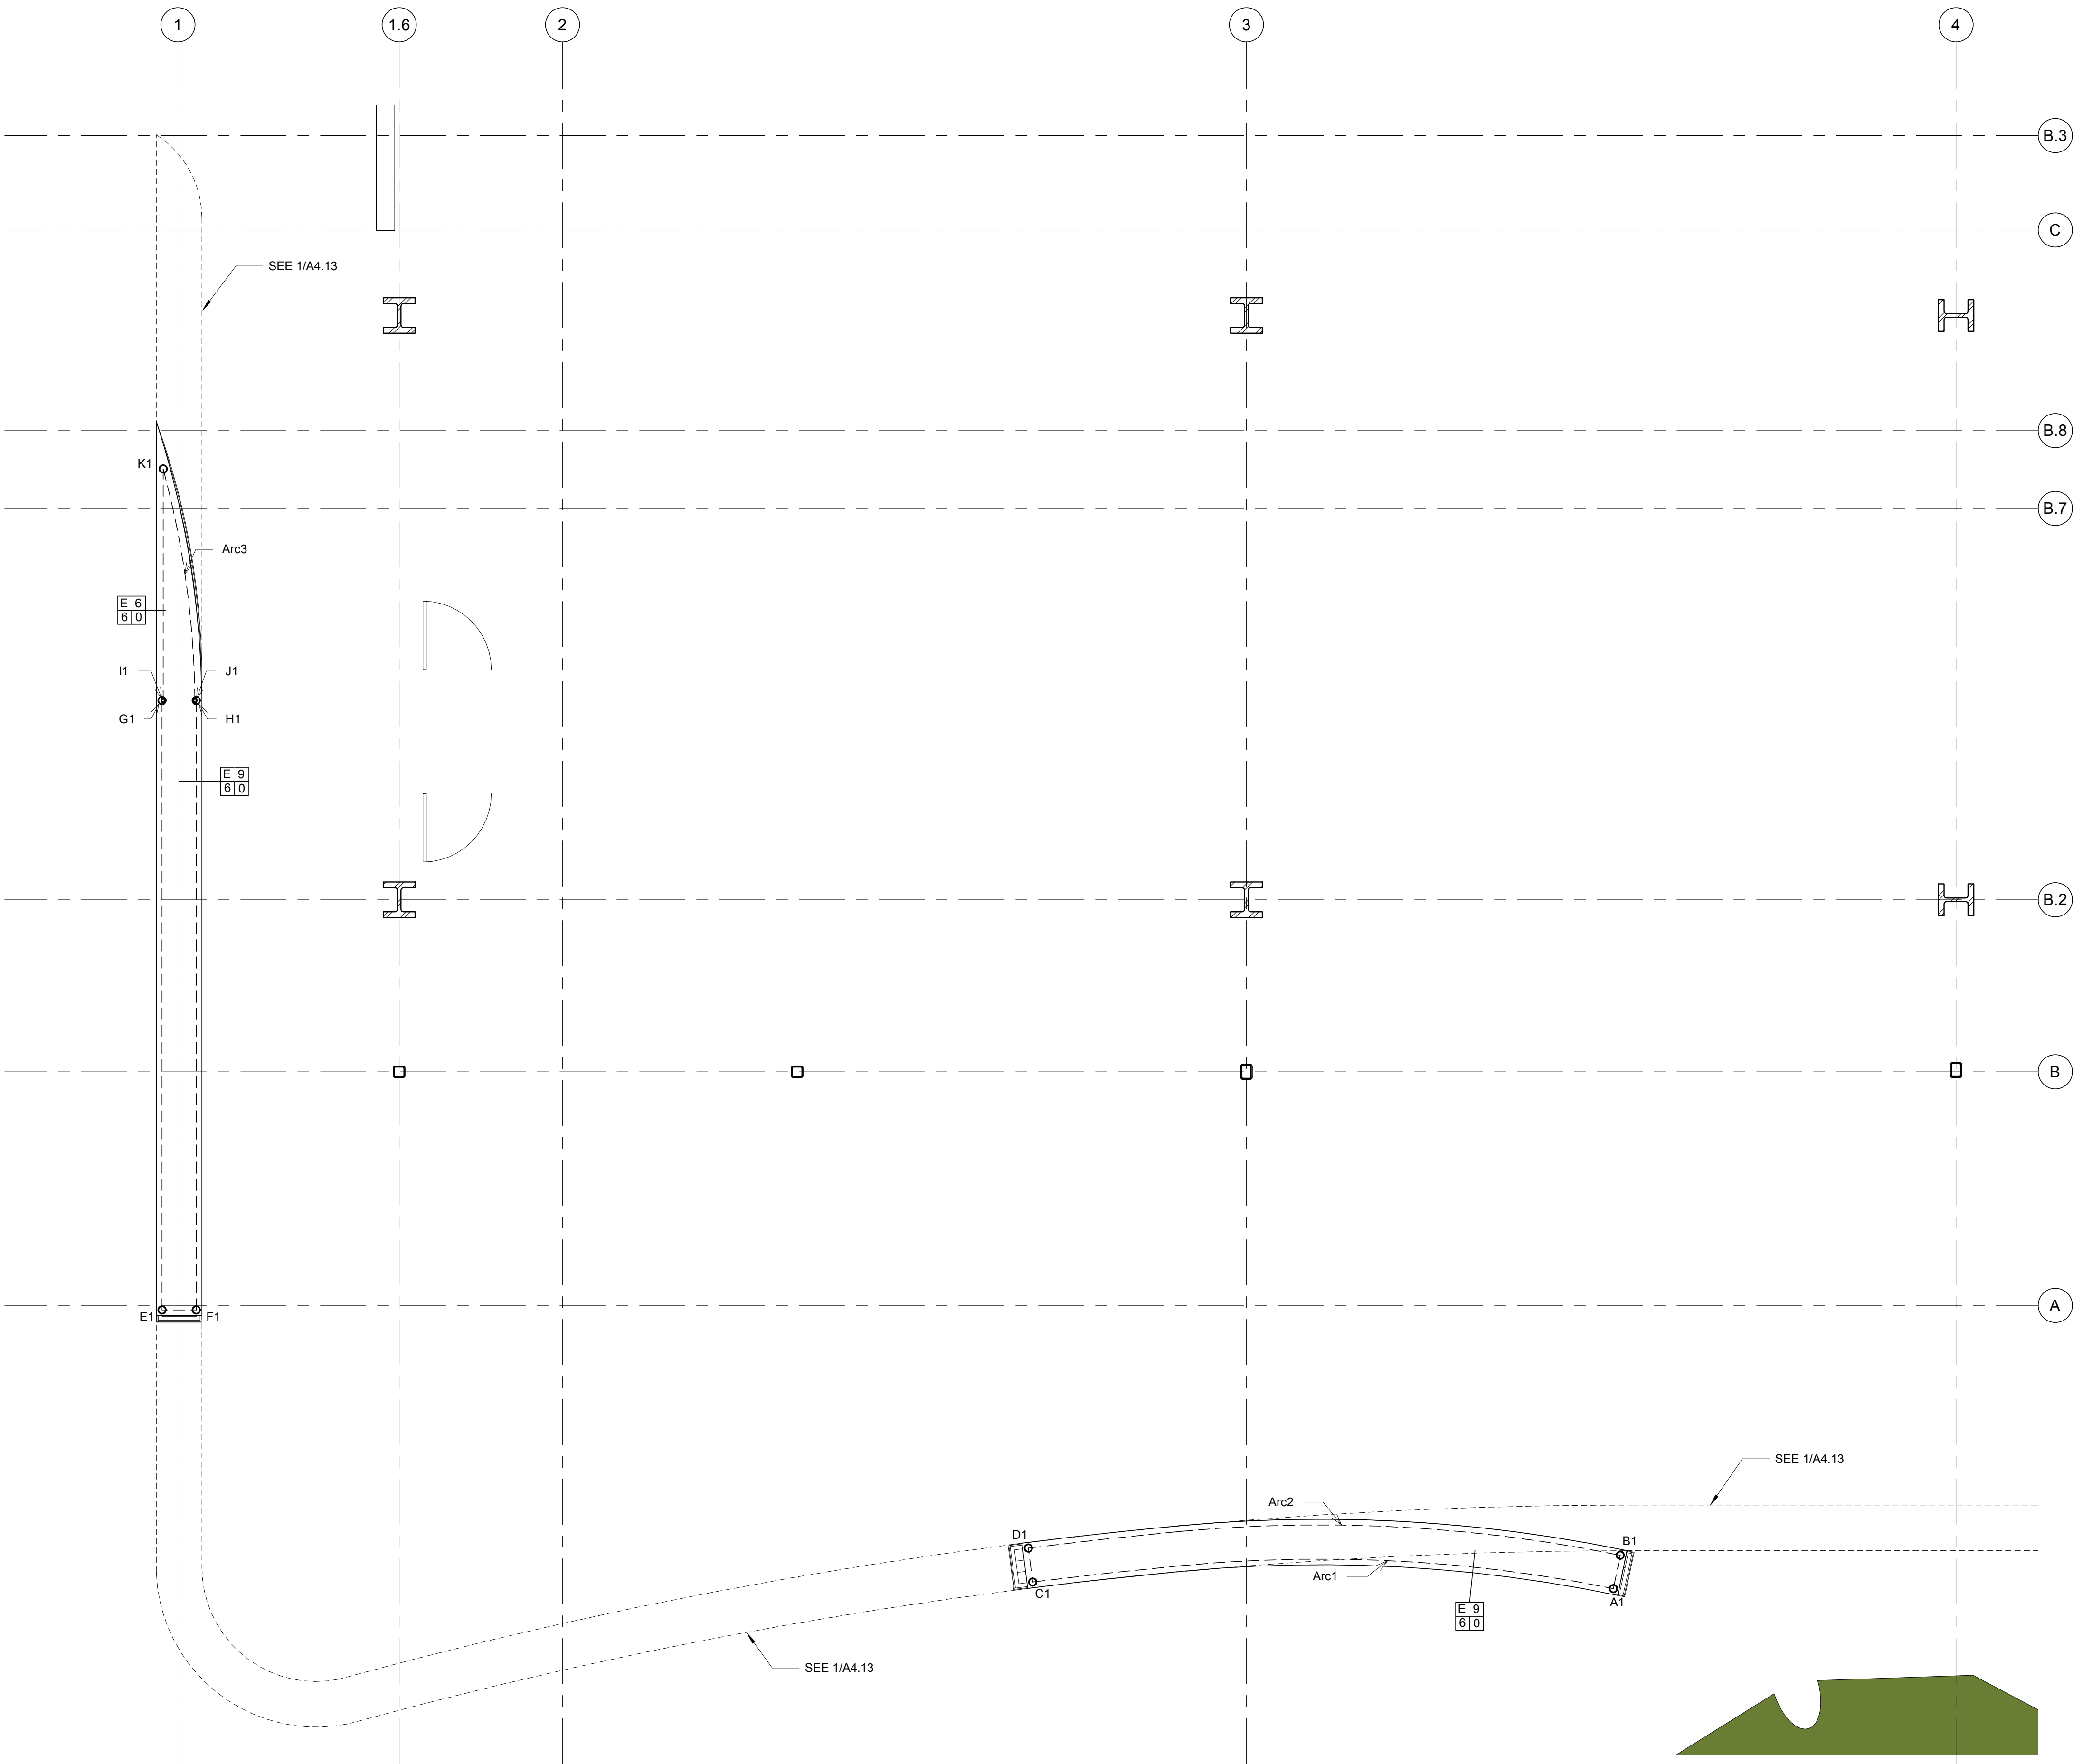 1
1.6
2
3
4
B.3
C
SEE 1/A4.13
B.8
K1
B.7
Arc3
E 6
6 0
I1
J1
G1
H1
E 9
6 0
B.2
B
A
E1
F1
SEE 1/A4.13
Arc2
D1
B1
Arc1
C1
A1
E 9
6 0
SEE 1/A4.13